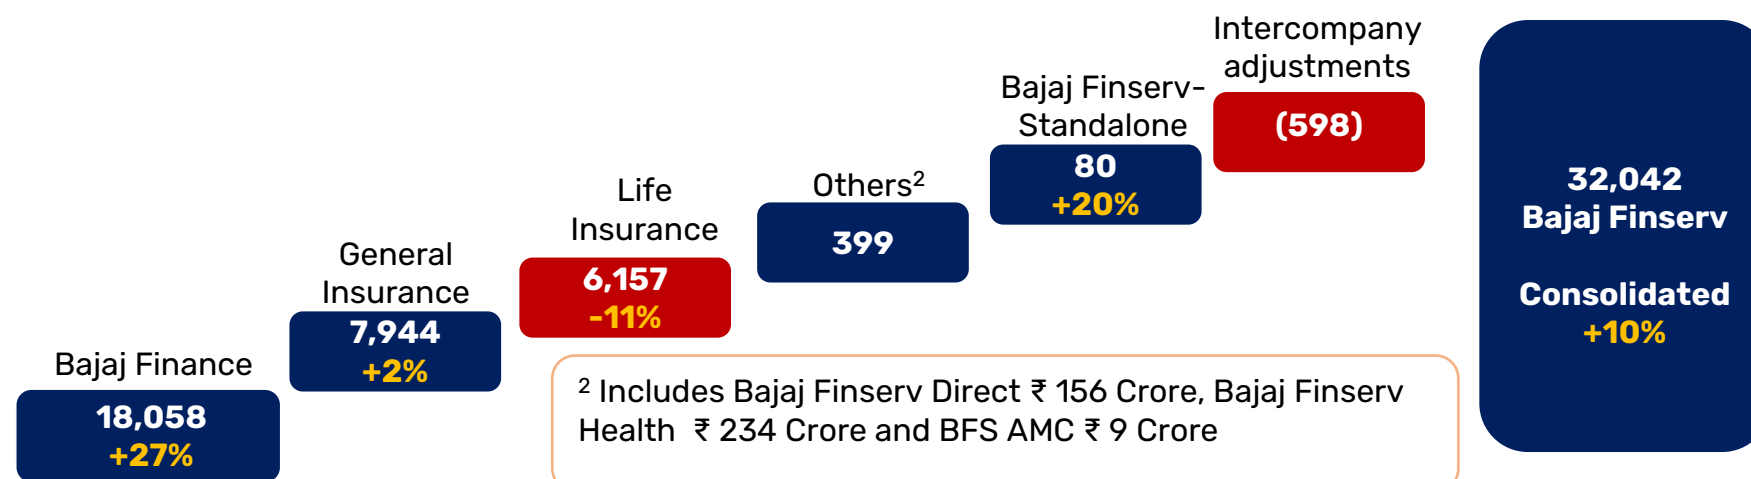 Bajaj Finance
18,058
+27%
General
Insurance
7,944
+2%
Life
Insurance
6,157
-11%
Others²
399
Bajaj Finserv-
Standalone
80
+20%
Intercompany
adjustments
(598)
32,042
Bajaj Finserv
Consolidated
+10%
² Includes Bajaj Finserv Direct ₹ 156 Crore, Bajaj Finserv
Health ₹ 234 Crore and BFS AMC ₹ 9 Crore